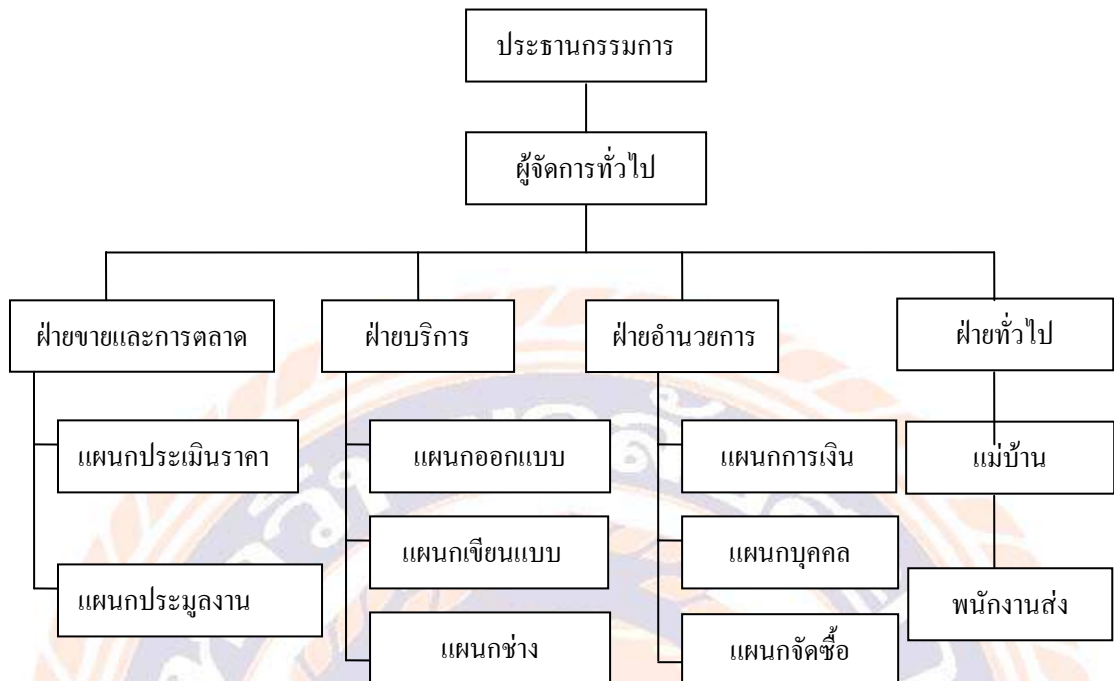 ประธานกรรมการ
ผู้จัดการทั่วไป
ฝ่ายขายและการตลาด
ฝ่ายบริการ
ฝ่ายอำนวยการ
ฝ่ายทั่วไป
แผนกประเมินราคา
แผนกออกแบบ
แผนกการเงิน
แม่บ้าน
แผนกเขียนแบบ
แผนกบุคคล
แผนกประมูลงาน
พนักงานส่ง
แผนกช่าง
แผนกจัดซื้อ